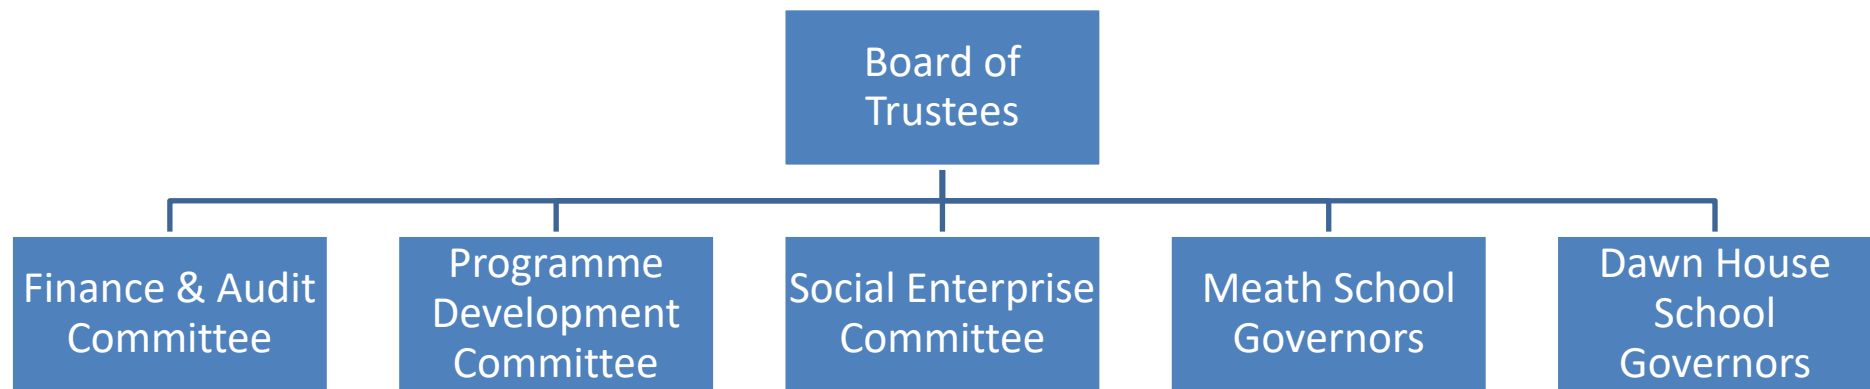 Board of
Trustees
Finance & Audit
Committee
Programme
Development
Committee
Social Enterprise
Committee
Meath School
Governors
Dawn House
School
Governors